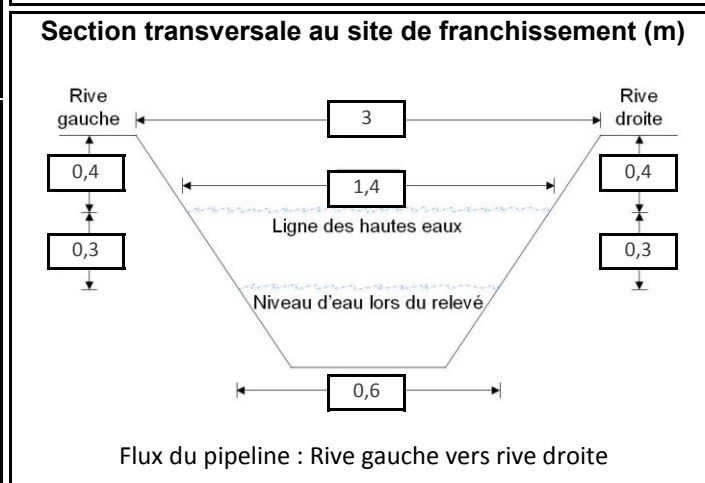 Section transversale au site de franchissement (m)
Rive
gauche
3
Rive
droite
0,4
1,4
0,4
Ligne des hautes eaux
0,3
0,3
Niveau d'eau lors du relevé
0,6
Flux du pipeline : Rive gauche vers rive droite